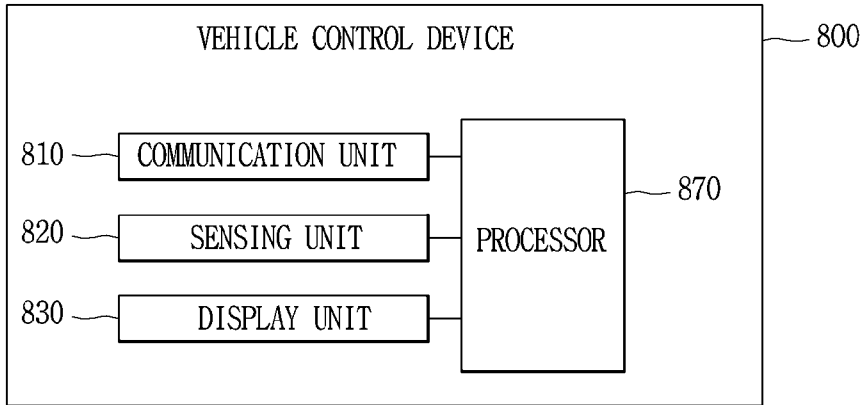 VEHICLE CONTROL DEVICE
800
810
COMMUNICATION UNIT
870
820
SENSING UNIT
PROCESSOR
830
DISPLAY UNIT